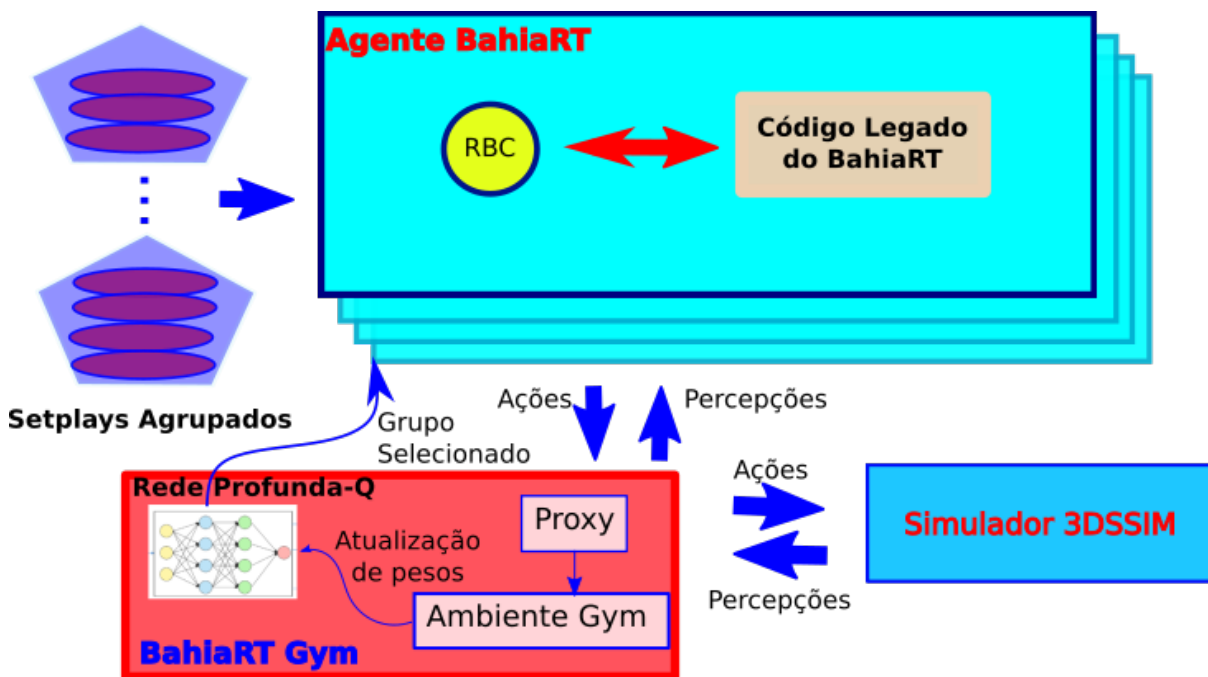 Agente BahiaRT
RBC
Código Legado
do BahiaRT
Setplays Agrupados
Grupo
Selecionado
Ações
Percepções
Rede Profunda-Q
Proxy
Atualização
de pesos
Ambiente Gym
BahiaRT Gym
Ações
Percepções
Simulador 3DSSIM